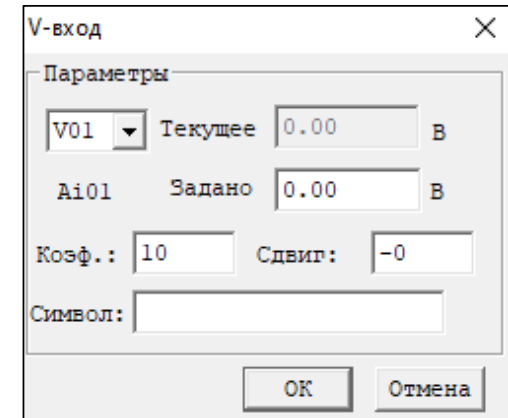 V-вход
Параметры
V01 Текущее 0.00 В
Ai01 Задано 0.00 В
Коэф.: 10 Сдвиг: -0
Символ:
OK Отмена